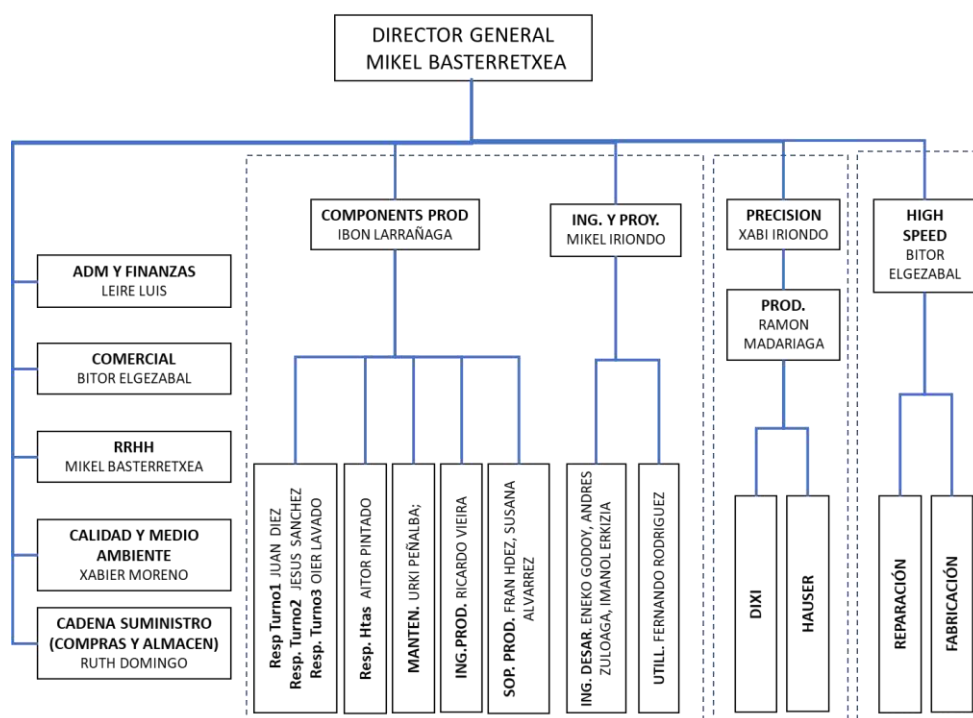 DIRECTOR GENERAL
MIKEL BASTERRETXEA
COMPONENTS PROD
IBON LARRAÑAGA
ING. Y PROY.
MIKEL IRIONDO
PRECISION
XABI IRIONDO
HIGH
SPEED
BITOR
ELGEZABAL
ADM Y FINANZAS
LEIRE LUIS
PROD.
RAMON
MADARIAGA
COMERCIAL
BITOR ELGEZABAL
RRHH
MIKEL BASTERRETXEA
CALIDAD Y MEDIO
AMBIENTE
XABIER MORENO
CADENA SUMINISTRO
(COMPRAS Y ALMACEN)
RUTH DOMINGO
Resp Turno1 JUAN DIEZ
Resp. Turno2 JESUS SANCHEZ
Resp. Turno3 OIER LAVADO
Resp. Htas AITOR PINTADO
MANTEN. URKI PEÑALBA;
ING.PROD. RICARDO VIEIRA
SOP. PROD. FRAN HDEZ, SUSANA
ALVARREZ
ING. DESAR. ENEKO GODOY, ANDRES
ZULOAGA, IMANOL ERKIZIA
UTILL. FERNANDO RODRIGUEZ
DIXI
HAUSER
REPARACIÓN
FABRICACIÓN